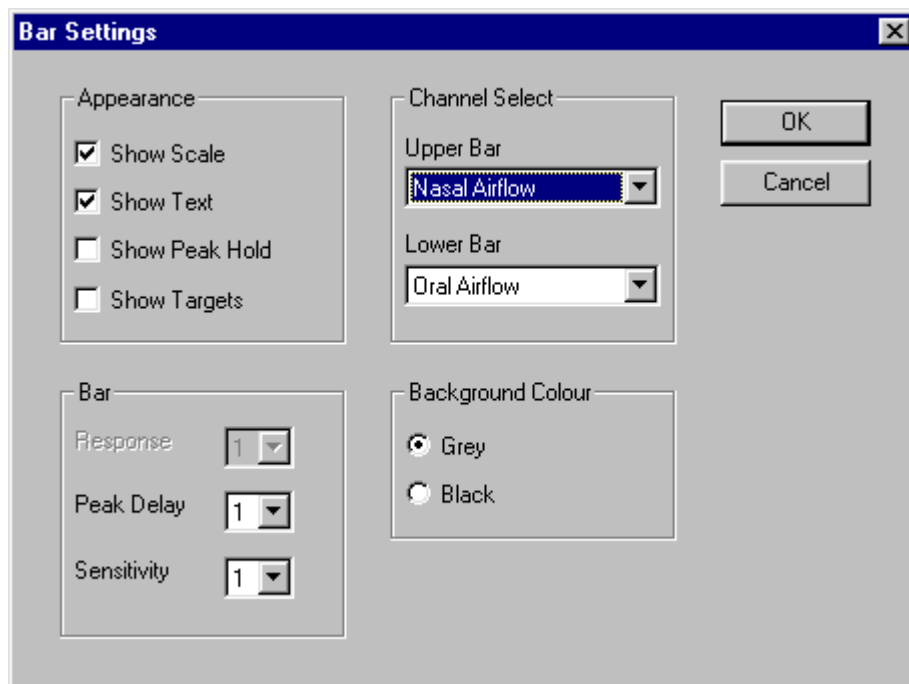 Bar Settings
Appearance
Show Scale
Show Text
Show Peak Hold
Show Targets
Channel Select
Upper Bar
Nasal Airflow
Lower Bar
Oral Airflow
OK
Cancel
Bar
Response 1
Peak Delay 1
Sensitivity 1
Background Colour
Grey
Black